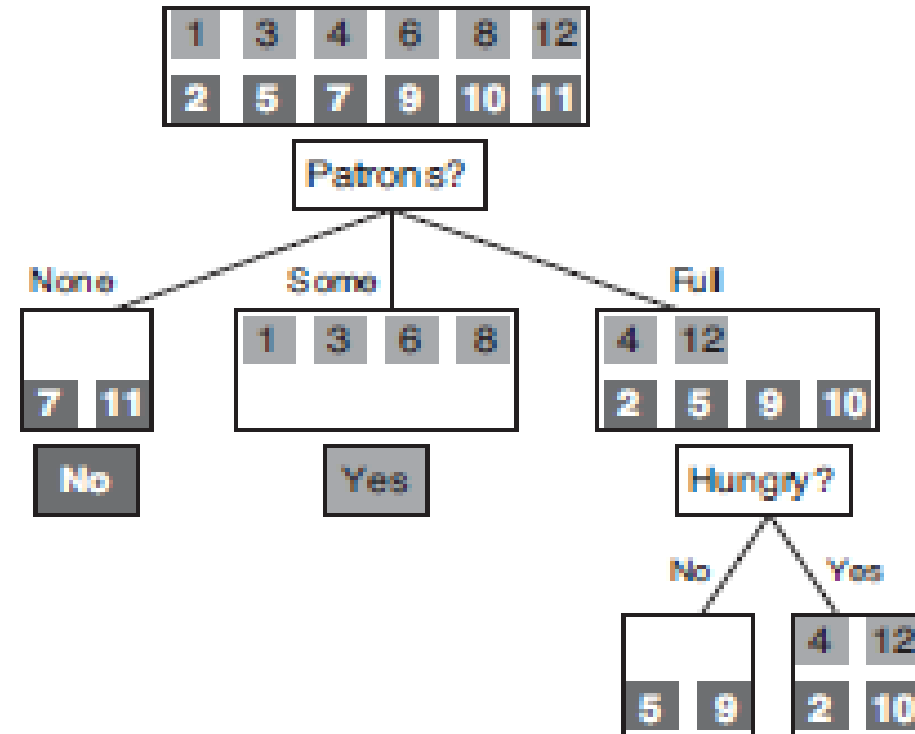 1 3 4 6 8 12
2 5 7 9 10 11
Patrons?
None Some Full
1 3 6 8 4 12
7 11 2 5 9 10
No Yes Hungry?
No Yes
4 12
5 9 2 10